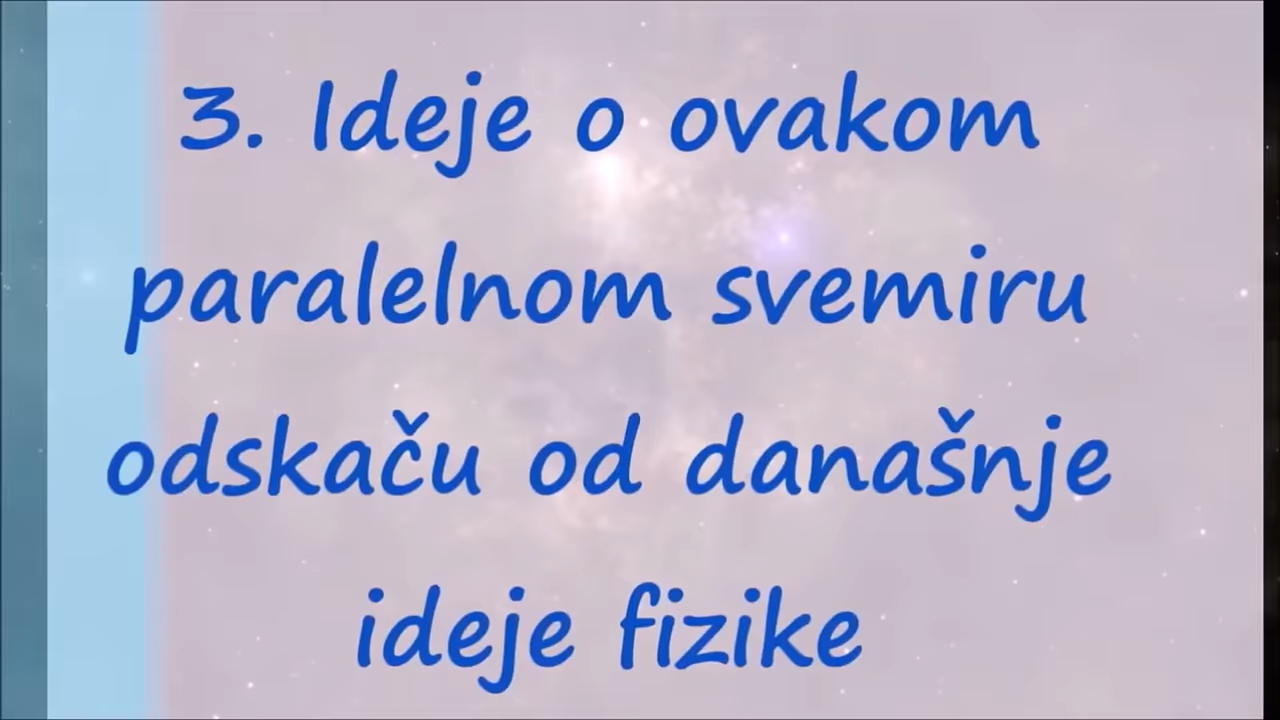 3. Ideje o ovakom
paralelnom svemiru
odskaču od današnje
ideje fizike